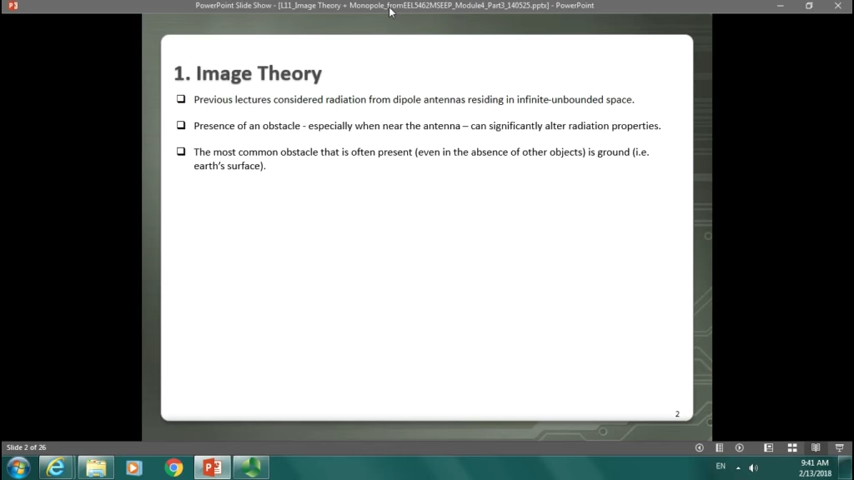 PowerPoint Slide Show - [L11_Image Theory + Monopole_fromEEL5462MSEEP_Module4_Part3_140525.pptx] - PowerPoint
1. Image Theory
Previous lectures considered radiation from dipole antennas residing in infinite-unbounded space.
Presence of an obstacle - especially when near the antenna – can significantly alter radiation properties.
The most common obstacle that is often present (even in the absence of other objects) is ground (i.e.
earth's surface).
2
Slide 2 of 26
EN
9:41 AM
2/13/2018